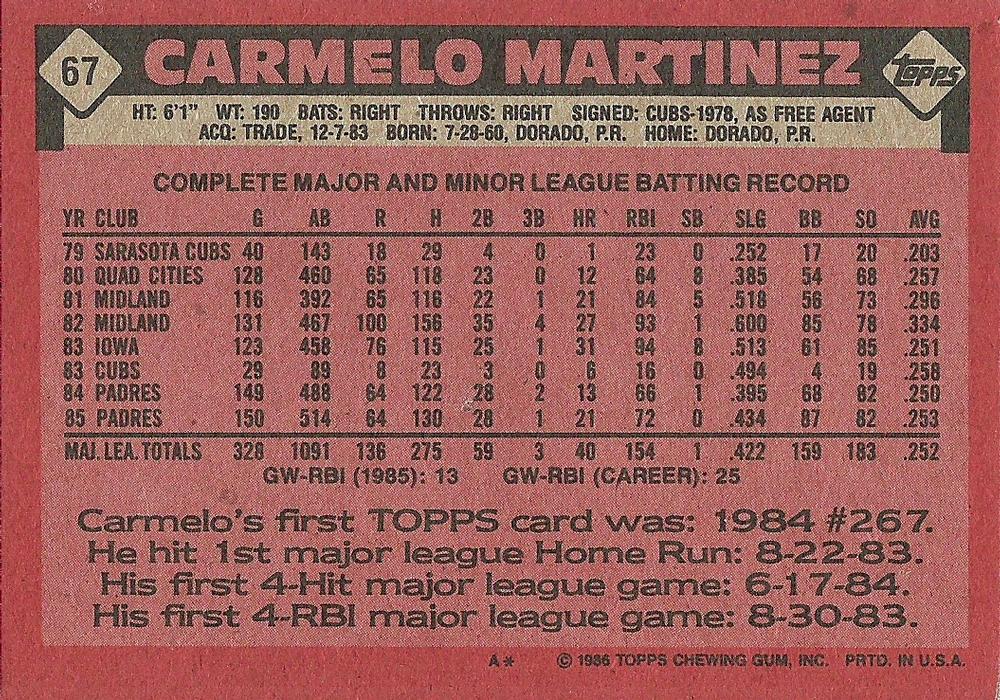 67 CARMELO MARTINEZ Topps
HT: 6'1" WT: 190 BATS: RIGHT THROWS: RIGHT SIGNED: CUBS-1978, AS FREE AGENT
ACQ: TRADE, 12-7-83 BORN: 7-28-60, DORADO, P.R. HOME: DORADO, P.R.
COMPLETE MAJOR AND MINOR LEAGUE BATTING RECORD
YR CLUB G AB R H 2B 3B HR RBI SB SLG BB SO AVG
79 SARASOTA CUBS 40 143 18 29 4 0 1 23 0 .252 17 20 .203
80 QUAD CITIES 128 460 65 118 23 0 12 64 8 .385 54 68 .257
81 MIDLAND 116 392 65 116 22 1 21 84 5 .518 56 73 .296
82 MIDLAND 131 467 100 156 35 4 27 93 1 .600 85 78 .334
83 IOWA 123 458 76 115 25 1 31 94 8 .513 61 85 .251
83 CUBS 29 89 8 23 3 0 6 16 0 .494 4 19 .258
84 PADRES 149 488 64 122 28 2 13 66 1 .395 68 82 .250
85 PADRES 150 514 64 130 28 1 21 72 0 .434 87 82 .253
MAJ. LEA. TOTALS 328 1091 136 275 59 3 40 154 1 .422 159 183 .252
GW-RBI (1985): 13 GW-RBI (CAREER): 25
Carmelo's first TOPPS card was: 1984 #267.
He hit 1st major league Home Run: 8-22-83.
His first 4-Hit major league game: 6-17-84.
His first 4-RBI major league game: 8-30-83.
A* © 1986 TOPPS CHEWING GUM, INC. PRTD. IN U.S.A.